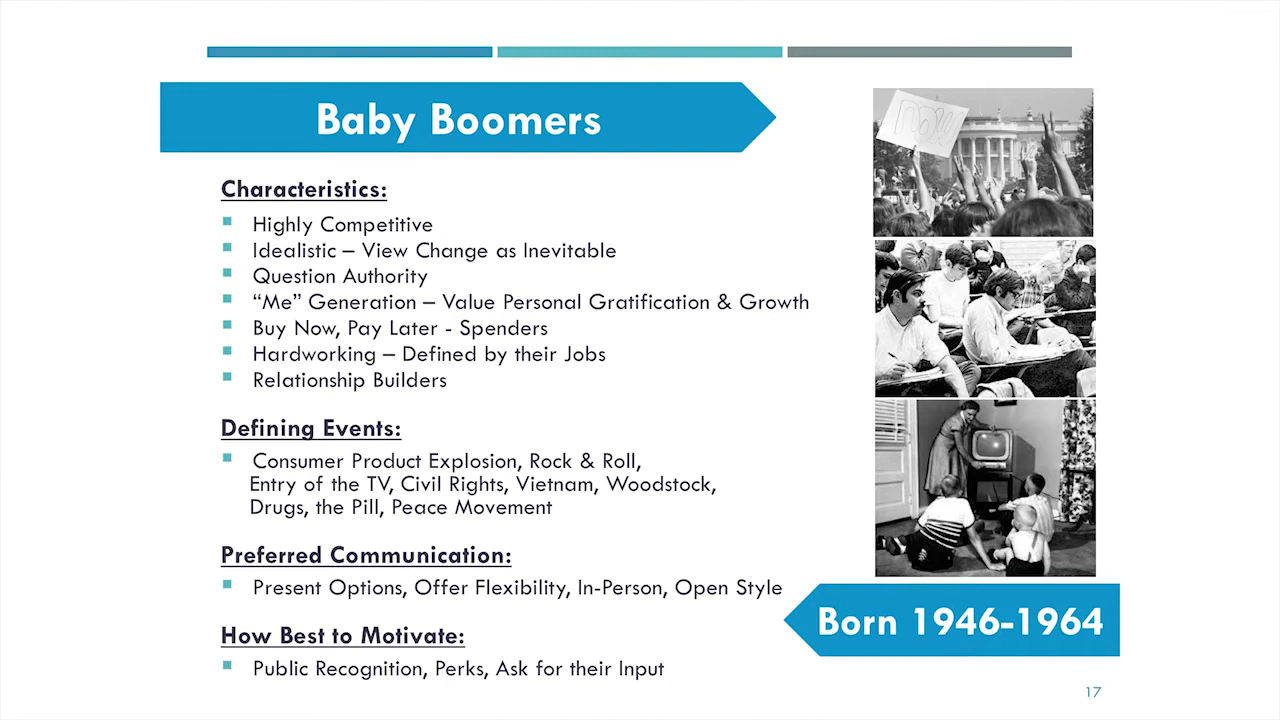 Baby Boomers
Characteristics:
Highly Competitive
Idealistic – View Change as Inevitable
Question Authority
“Me” Generation – Value Personal Gratification & Growth
Buy Now, Pay Later - Spenders
Hardworking – Defined by their Jobs
Relationship Builders
Defining Events:
Consumer Product Explosion, Rock & Roll,
Entry of the TV, Civil Rights, Vietnam, Woodstock,
Drugs, the Pill, Peace Movement
Preferred Communication:
Present Options, Offer Flexibility, In-Person, Open Style
How Best to Motivate:
Public Recognition, Perks, Ask for their Input
Born 1946-1964
17